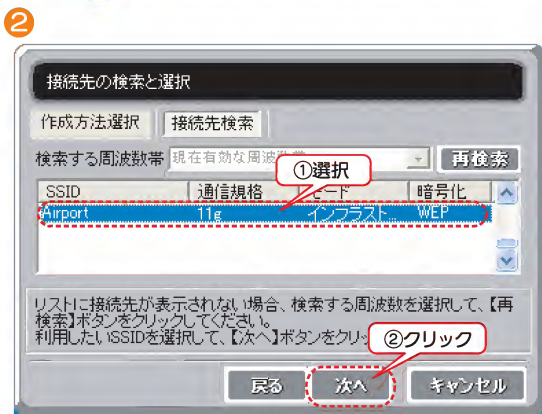 ②
接続先の検索と選択
作成方法選択 接続先検索
検索する周波数帯 現在有効な周波数帯 再検索
①選択
SSID 通信規格 モード 暗号化
Airport 11g インフラスト... WEP
リストに接続先が表示されない場合、検索する周波数を選択して、【再
検索】ボタンをクリックしてください。
利用したいSSIDを選択して、【次へ】ボタンをクリッ
②クリック
戻る 次へ キャンセル